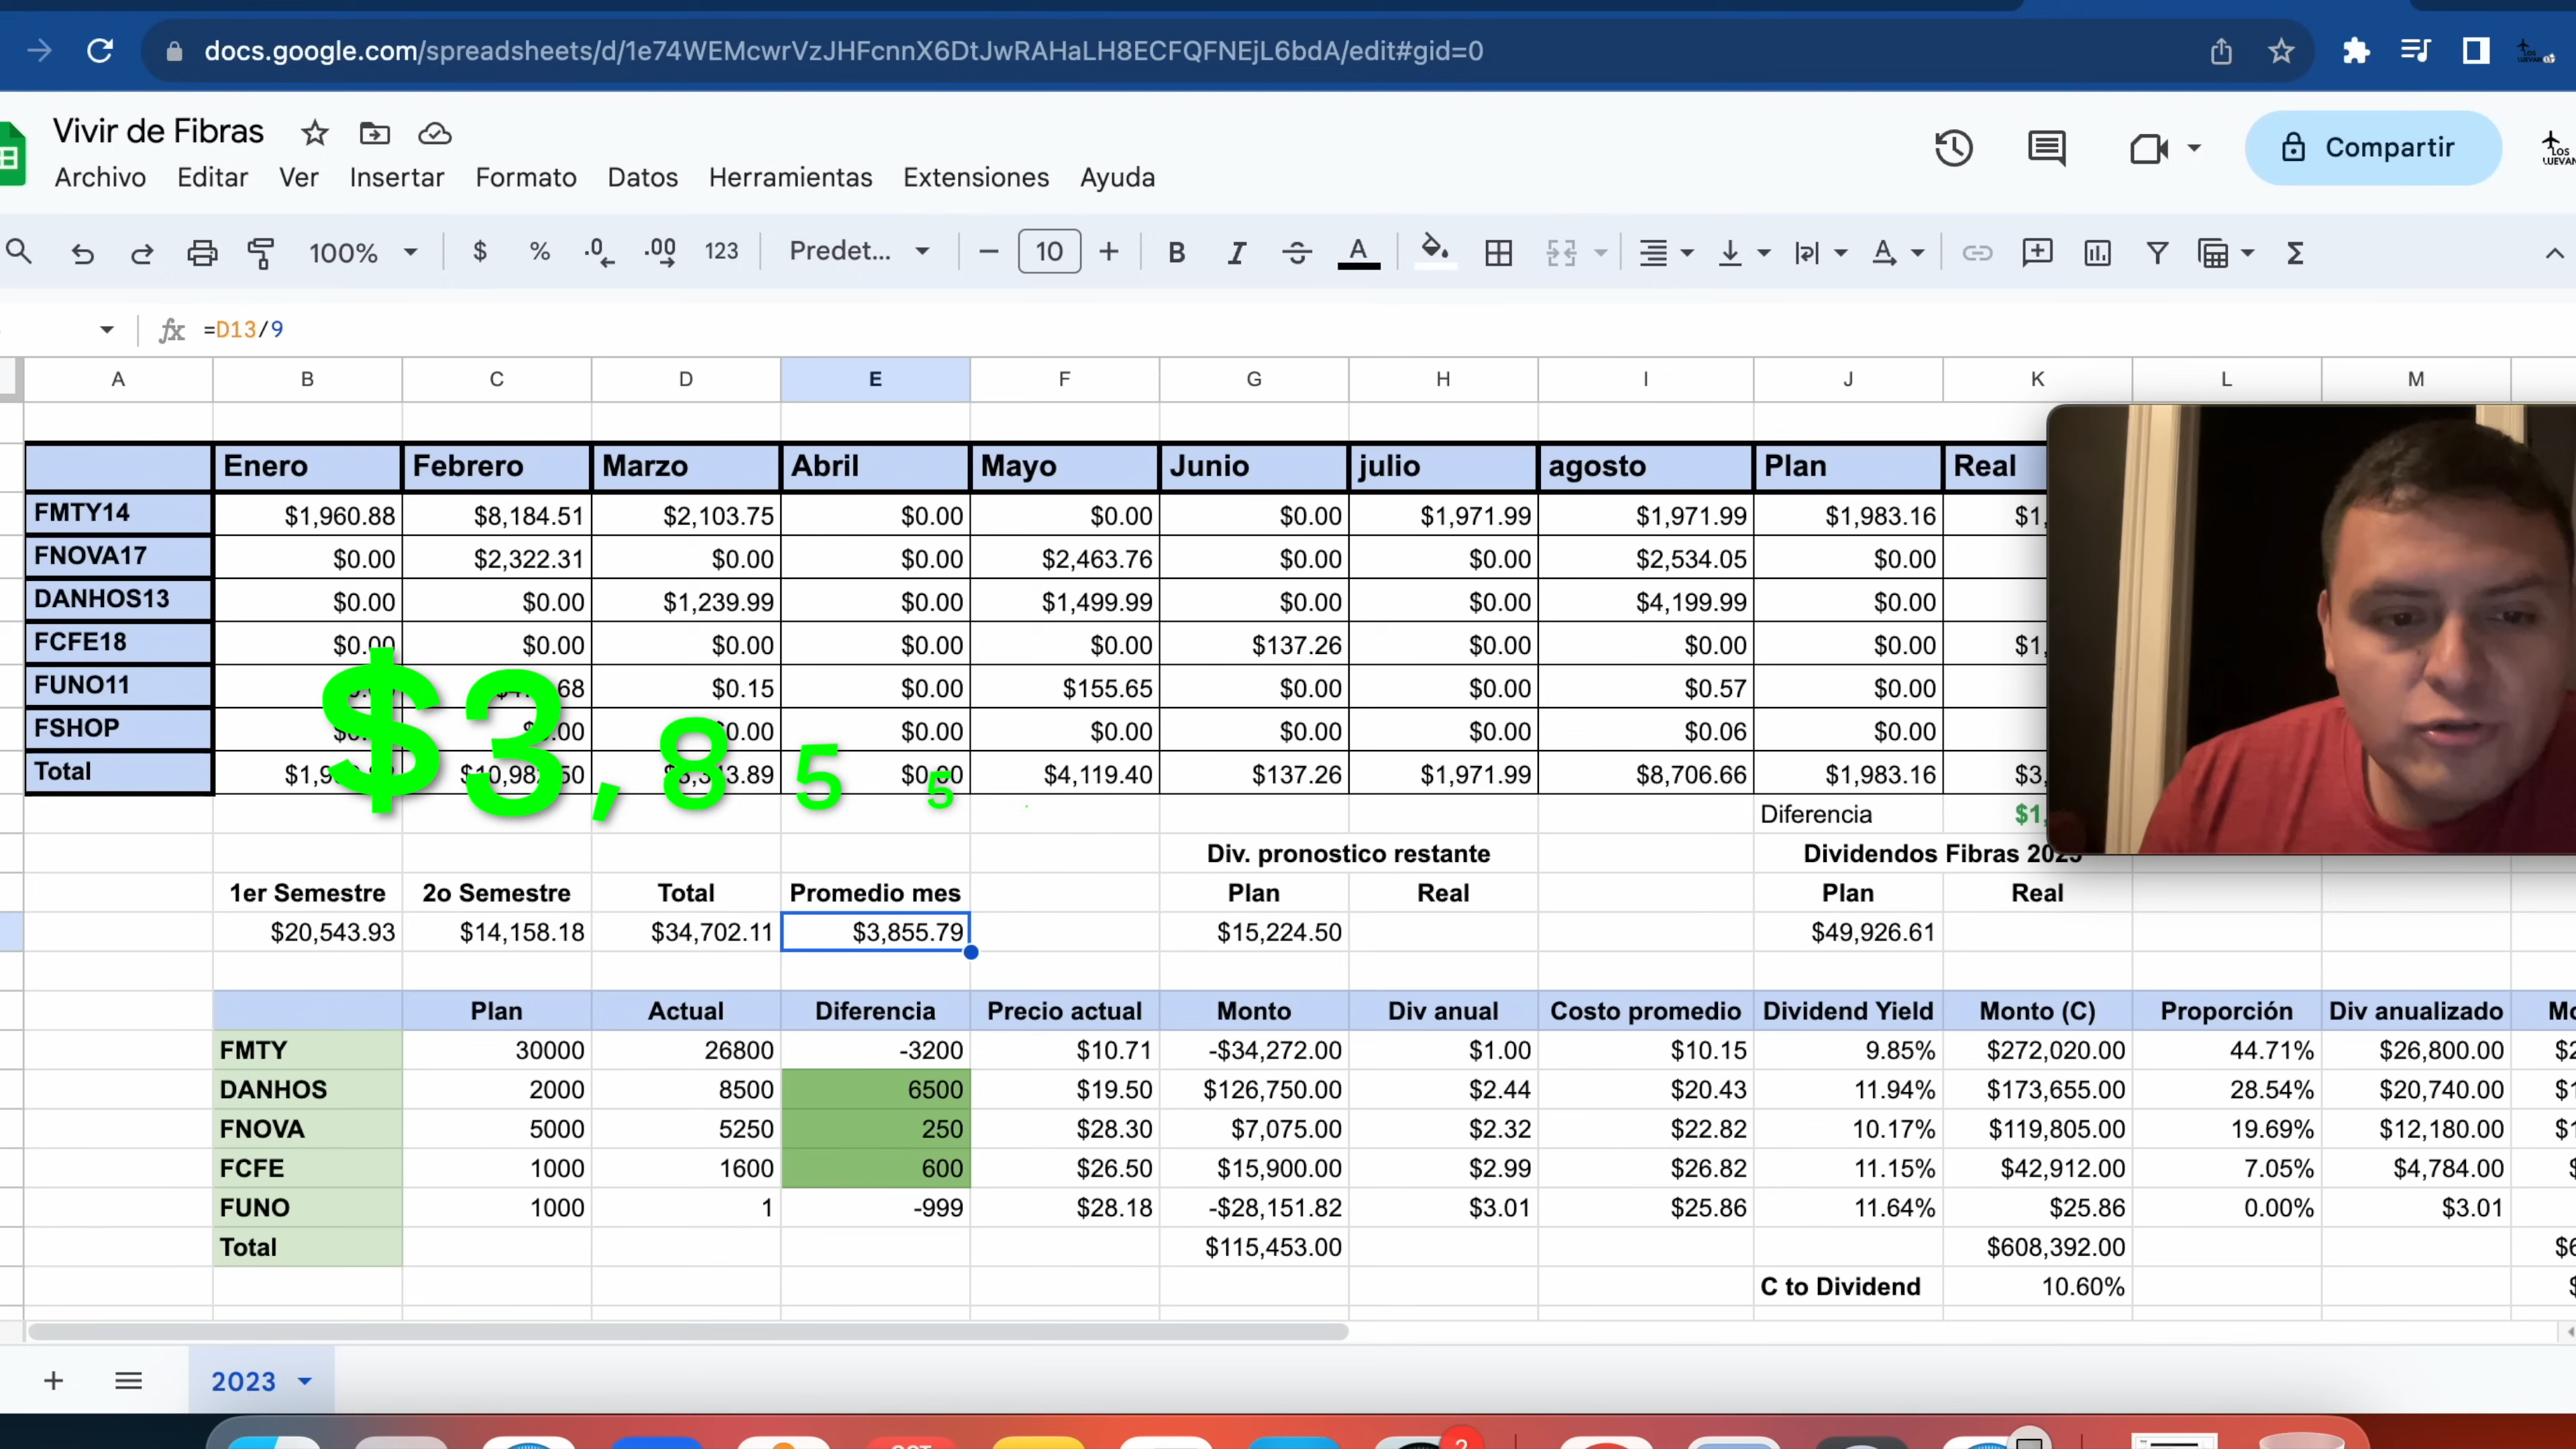 docs.google.com/spreadsheets/d/1e74WEMcwrVzJHFcnnX6DtJwRAHaLH8ECFQFNEjL6bdA/edit#gid=0
Vivir de Fibras
Compartir
LOS
Archivo Editar Ver Insertar Formato Datos Herramientas Extensiones Ayuda
100% $ % .0 .00 123 Predet... − 10 + B I A
fx =D13/9
A B C D E F G H I J K L M
Enero Febrero Marzo Abril Mayo Junio julio agosto Plan Real
FMTY14 $1,960.88 $8,184.51 $2,103.75 $0.00 $0.00 $0.00 $1,971.99 $1,971.99 $1,983.16 $1,
FNOVA17 $0.00 $2,322.31 $0.00 $0.00 $2,463.76 $0.00 $0.00 $2,534.05 $0.00
DANHOS13 $0.00 $0.00 $1,239.99 $0.00 $1,499.99 $0.00 $0.00 $4,199.99 $0.00
FCFE18 $0.00 $0.00 $0.00 $0.00 $0.00 $137.26 $0.00 $0.00 $0.00 $1,
FUNO11 $0.15 $0.00 $155.65 $0.00 $0.00 $0.57 $0.00
FSHOP $0.00 $0.00 $0.00 $0.00 $0.06 $0.00
Total $0.00 $4,119.40 $137.26 $1,971.99 $8,706.66 $1,983.16 $3,
$3,855.
Diferencia $1,
Div. pronostico restante Dividendos Fibras 2023
1er Semestre 2o Semestre Total Promedio mes Plan Real Plan Real
$20,543.93 $14,158.18 $34,702.11 $3,855.79 $15,224.50 $49,926.61
Plan Actual Diferencia Precio actual Monto Div anual Costo promedio Dividend Yield Monto (C) Proporción Div anualizado
FMTY 30000 26800 -3200 $10.71 -$34,272.00 $1.00 $10.15 9.85% $272,020.00 44.71% $26,800.00
DANHOS 2000 8500 6500 $19.50 $126,750.00 $2.44 $20.43 11.94% $173,655.00 28.54% $20,740.00
FNOVA 5000 5250 250 $28.30 $7,075.00 $2.32 $22.82 10.17% $119,805.00 19.69% $12,180.00
FCFE 1000 1600 600 $26.50 $15,900.00 $2.99 $26.82 11.15% $42,912.00 7.05% $4,784.00
FUNO 1000 1 -999 $28.18 -$28,151.82 $3.01 $25.86 11.64% $25.86 0.00% $3.01
Total $115,453.00 $608,392.00
C to Dividend 10.60%
2023
OCT
2